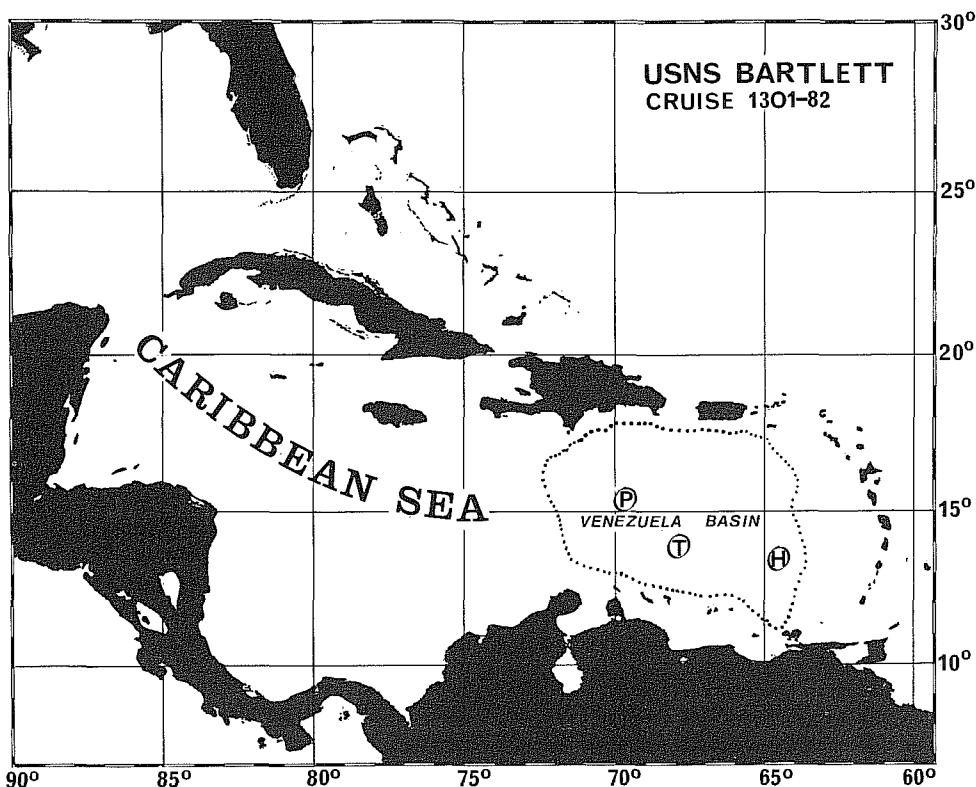 30°
USNS BARTLETT
CRUISE 1301-82
25°
20°
CARIBBEAN SEA
P
15°
VENEZUELA BASIN
T
H
10°
90° 85° 80° 75° 70° 65° 60°